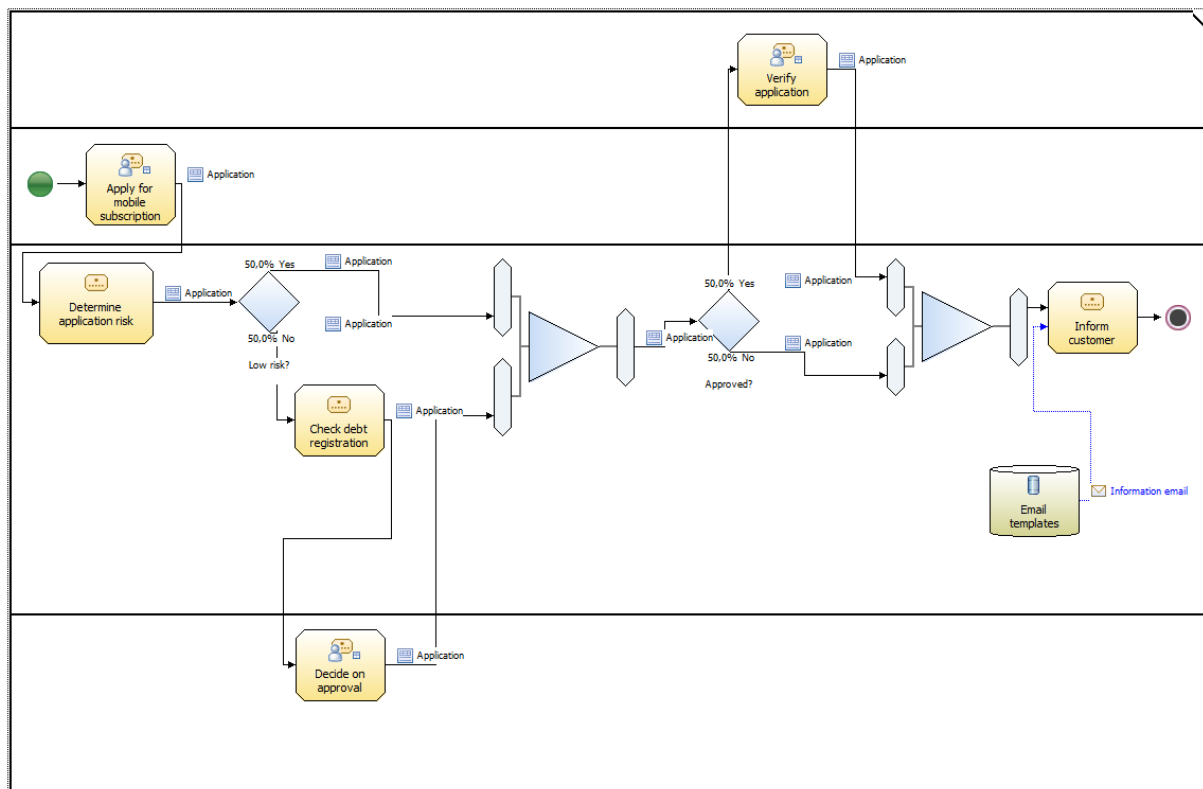 Verify
application
Application
Apply for
mobile
subscription
Application
Determine
application risk
Application
50,0% Yes
50,0% No
Low risk?
Application
Application
Check debt
registration
Application
Application
50,0% Yes
50,0% No
Approved?
Application
Application
Inform
customer
Email
templates
Information email
Decide on
approval
Application